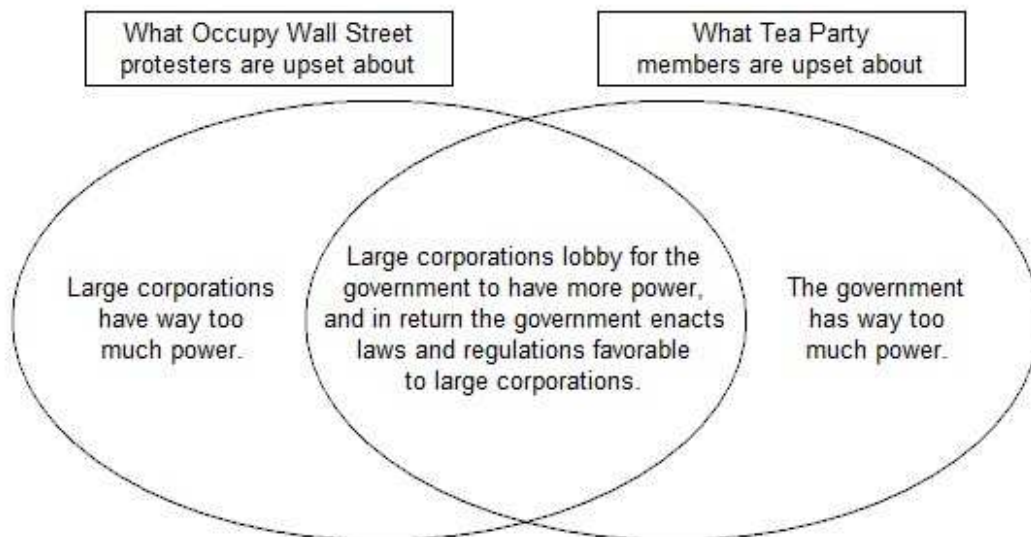 What Occupy Wall Street
protesters are upset about
What Tea Party
members are upset about
Large corporations
have way too
much power.
Large corporations lobby for the
government to have more power,
and in return the government enacts
laws and regulations favorable
to large corporations.
The government
has way too
much power.